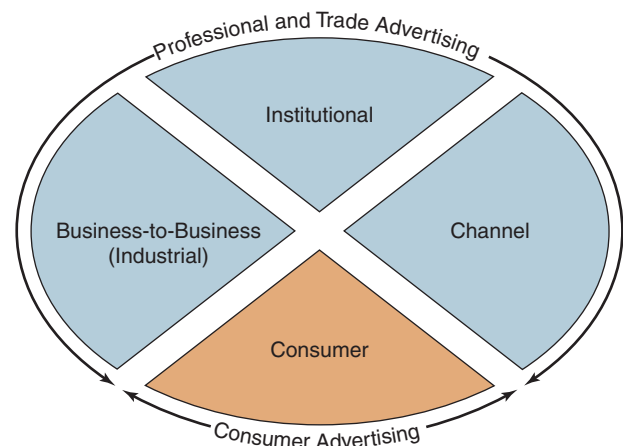 Professional and Trade Advertising
Institutional
Business-to-Business
(Industrial)
Channel
Consumer
Consumer Advertising